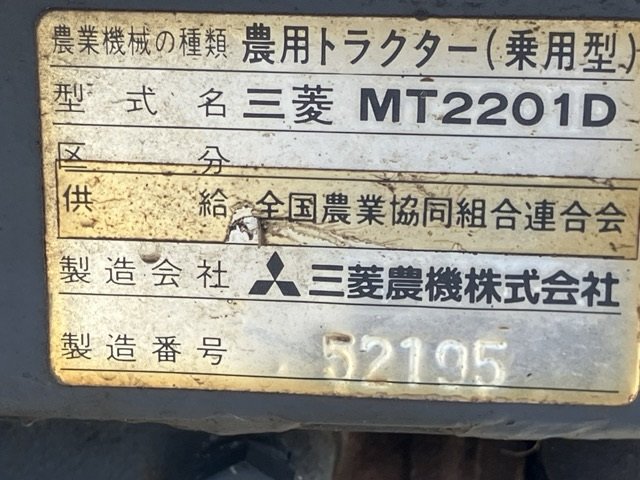 農業機械の種類 農用トラクター(乗用型)
型式名 三菱 MT2201D
区分
供給 全国農業協同組合連合会
製造会社 三菱農機株式会社
製造番号 52195